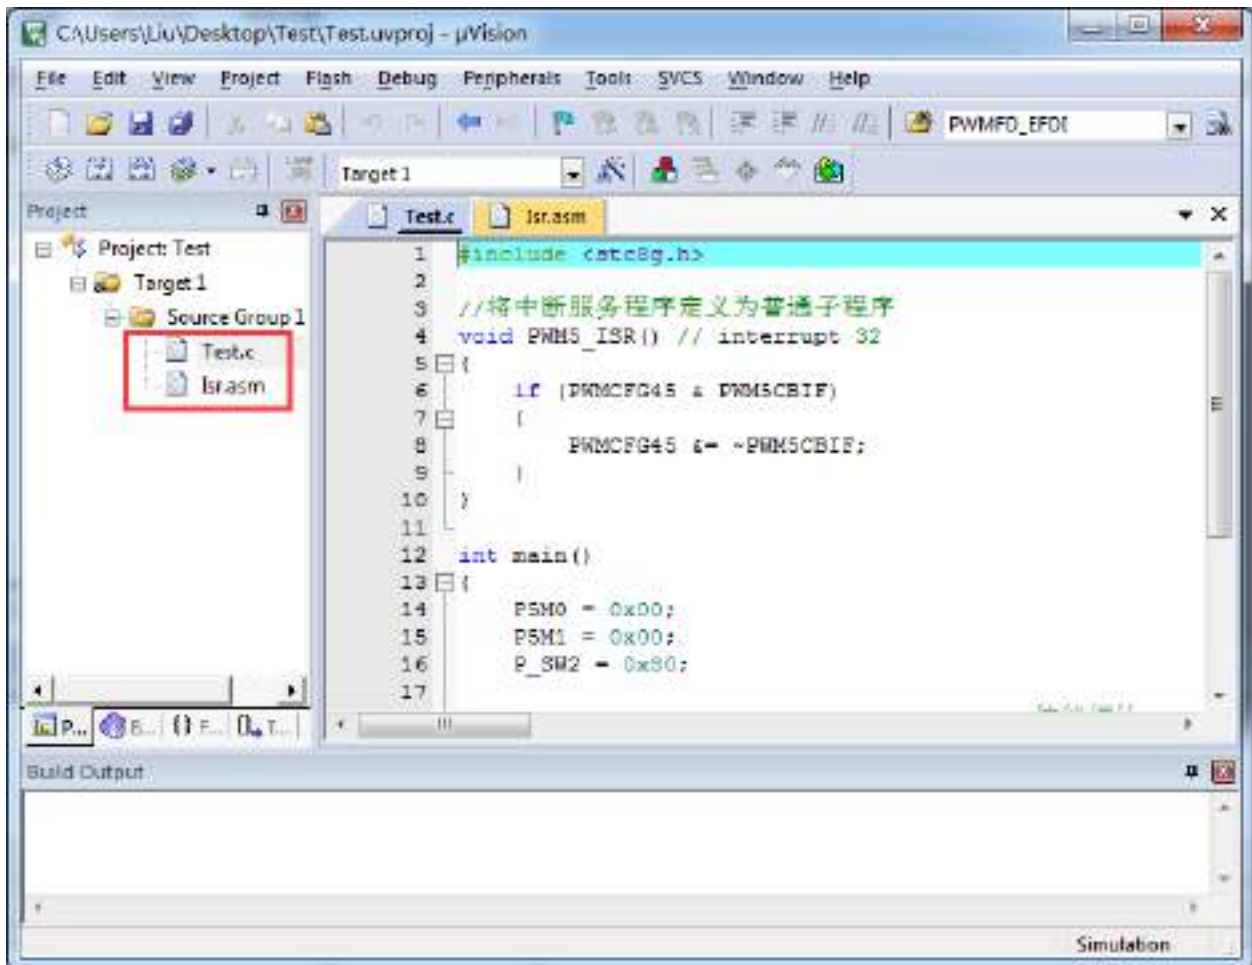 C:\Users\Liu\Desktop\Test\Test.uvproj - µVision
File Edit View Project Flash Debug Peripherals Tools SVCS Window Help
PWMFD_EFDI
Target 1
Project
Test.c Isr.asm
Project: Test
Target 1
Source Group 1
Test.c
Isr.asm
1 #include <stc8g.h>
2
3 //将中断服务程序定义为普通子程序
4 void PWM5_ISR() // interrupt 32
5 {
6 if (PWMCFG45 & PWM5CBIF)
7 {
8 PWMCFG45 &= ~PWM5CBIF;
9 }
10 }
11
12 int main()
13 {
14 P5M0 = 0x00;
15 P5M1 = 0x00;
16 P_SW2 = 0x80;
17
P... B... {} F... T...
Build Output
Simulation